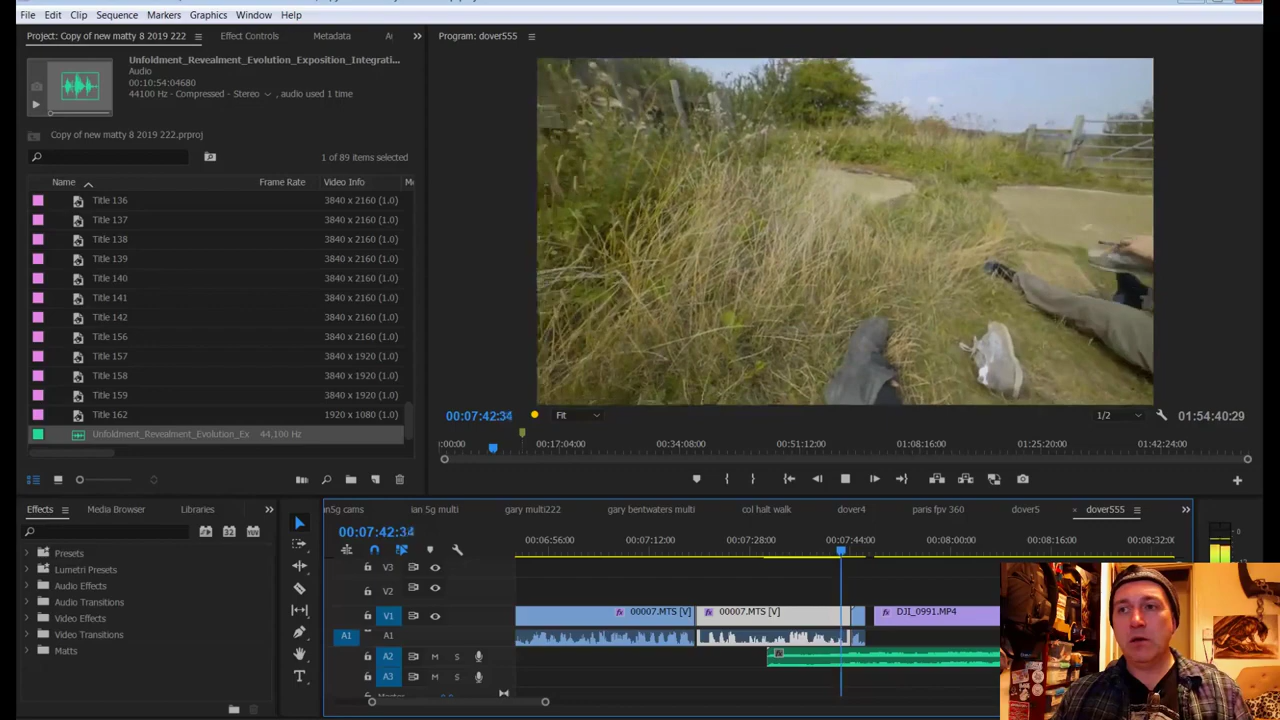 File Edit Clip Sequence Markers Graphics Window Help
Project: Copy of new matty 8 2019 222 Effect Controls Metadata
Program: dover555
Unfoldment_Revealment_Evolution_Exposition_Integrati...
Audio
00:10:54:04680
44100 Hz - Compressed - Stereo , audio used 1 time
Copy of new matty 8 2019 222.prproj
1 of 89 items selected
Name Frame Rate Video Info
Title 136 3840 x 2160 (1.0)
Title 137 3840 x 2160 (1.0)
Title 138 3840 x 2160 (1.0)
Title 139 3840 x 2160 (1.0)
Title 140 3840 x 2160 (1.0)
Title 141 3840 x 2160 (1.0)
Title 142 3840 x 2160 (1.0)
Title 156 3840 x 2160 (1.0)
Title 157 3840 x 1920 (1.0)
Title 158 3840 x 1920 (1.0)
Title 159 3840 x 1920 (1.0)
Title 162 1920 x 1080 (1.0)
Unfoldment_Revealment_Evolution_Ex 44,100 Hz
00:07:42:34 Fit 1/2 01:54:40:29
:00:00 00:17:04:00 00:34:08:00 00:51:12:00 01:08:16:00 01:25:20:00 01:42:24:00
Effects Media Browser Libraries
Presets
Lumetri Presets
Audio Effects
Audio Transitions
Video Effects
Video Transitions
Matts
in5g cams ian 5g multi gary multi222 gary bentwaters multi col halt walk dover4 paris fpv 360 dover5 dover555
00:07:42:34
00:06:56:00 00:07:12:00 00:07:28:00 00:07:44:00 00:08:00:00 00:08:16:00 00:08:32:00
V3
V2
V1 V1 fx 00007.MTS [V] fx 00007.MTS [V] fx DJI_0991.MP4
A1 A1
A2 M S
A3 M S